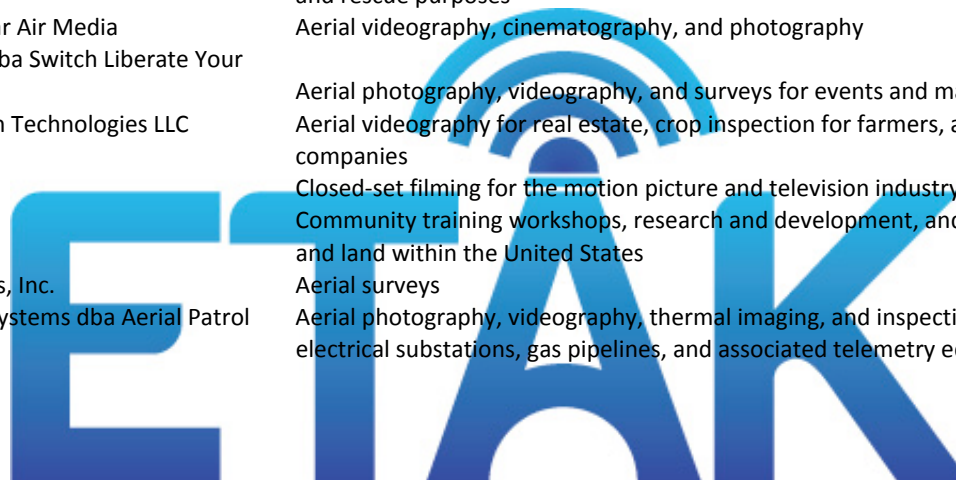 and rescue purposes
r Air Media Aerial videography, cinematography, and photography
ba Switch Liberate Your
Aerial photography, videography, and surveys for events and ma
n Technologies LLC Aerial videography for real estate, crop inspection for farmers, a
companies
Closed-set filming for the motion picture and television industry
Community training workshops, research and development, and
and land within the United States
s, Inc. Aerial surveys
ystems dba Aerial Patrol Aerial photography, videography, thermal imaging, and inspecti
electrical substations, gas pipelines, and associated telemetry e
ETAK